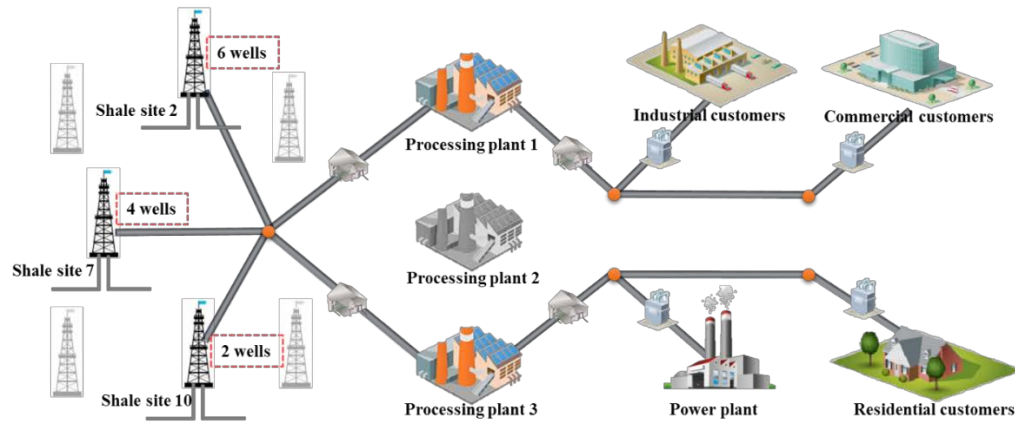 6 wells
Shale site 2
Industrial customers
Commercial customers
Processing plant 1
4 wells
Shale site 7
Processing plant 2
2 wells
Shale site 10
Processing plant 3
Power plant
Residential customers